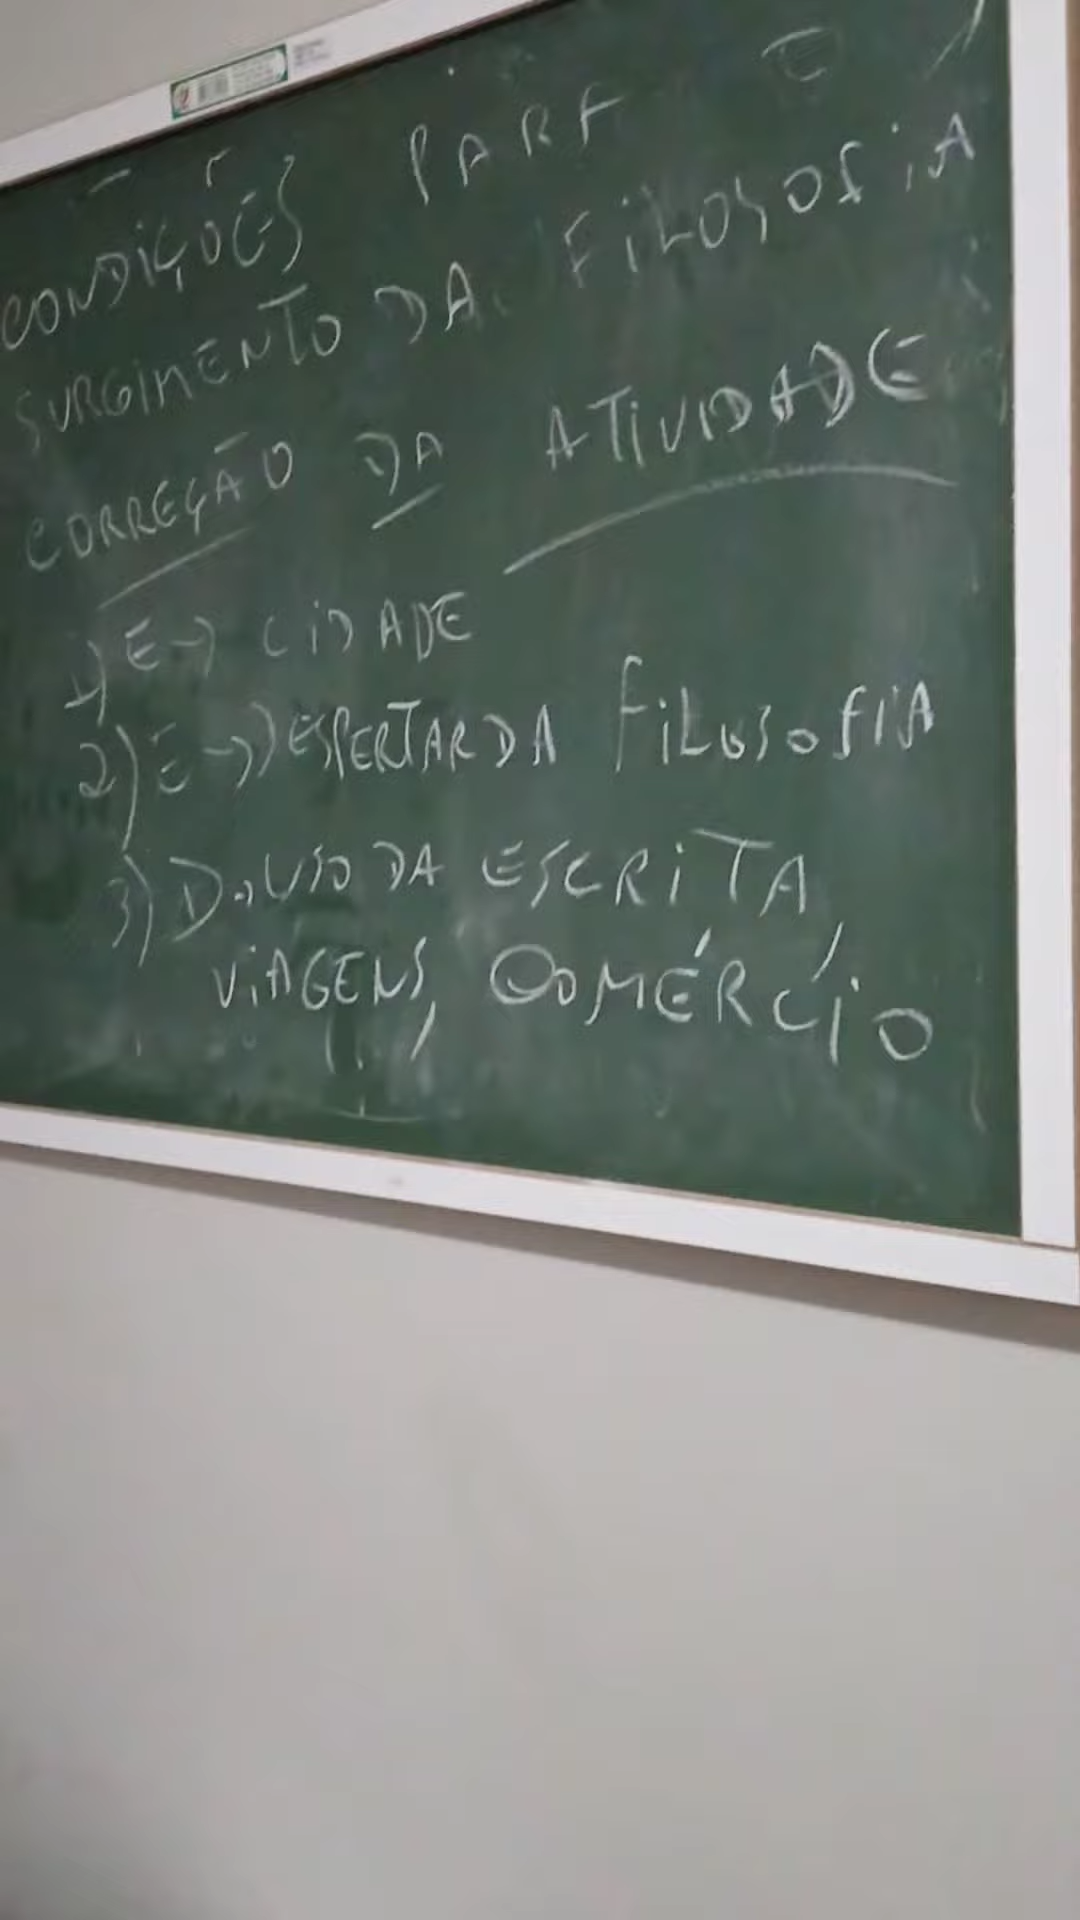 CONDIÇÕES PARA O
SURGIMENTO DA FILOSOFIA
CORREÇÃO DA ATIVIDADE
1) E → CIDADE
2) E → DESPERTAR DA FILOSOFIA
3) D → USO DA ESCRITA,
VIAGENS, COMÉRCIO